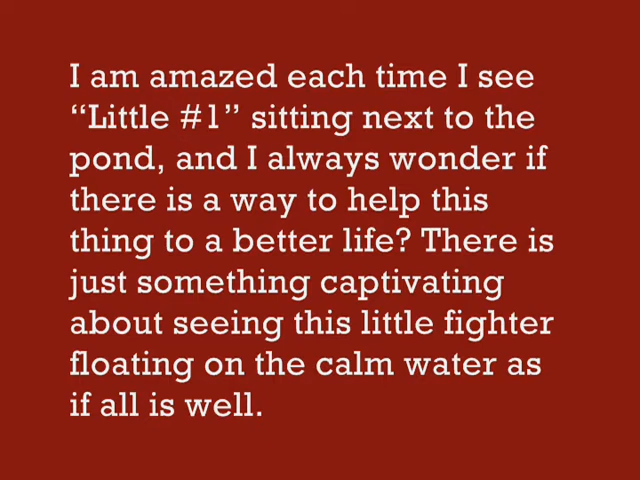 I am amazed each time I see
“Little #1” sitting next to the
pond, and I always wonder if
there is a way to help this
thing to a better life? There is
just something captivating
about seeing this little fighter
floating on the calm water as
if all is well.